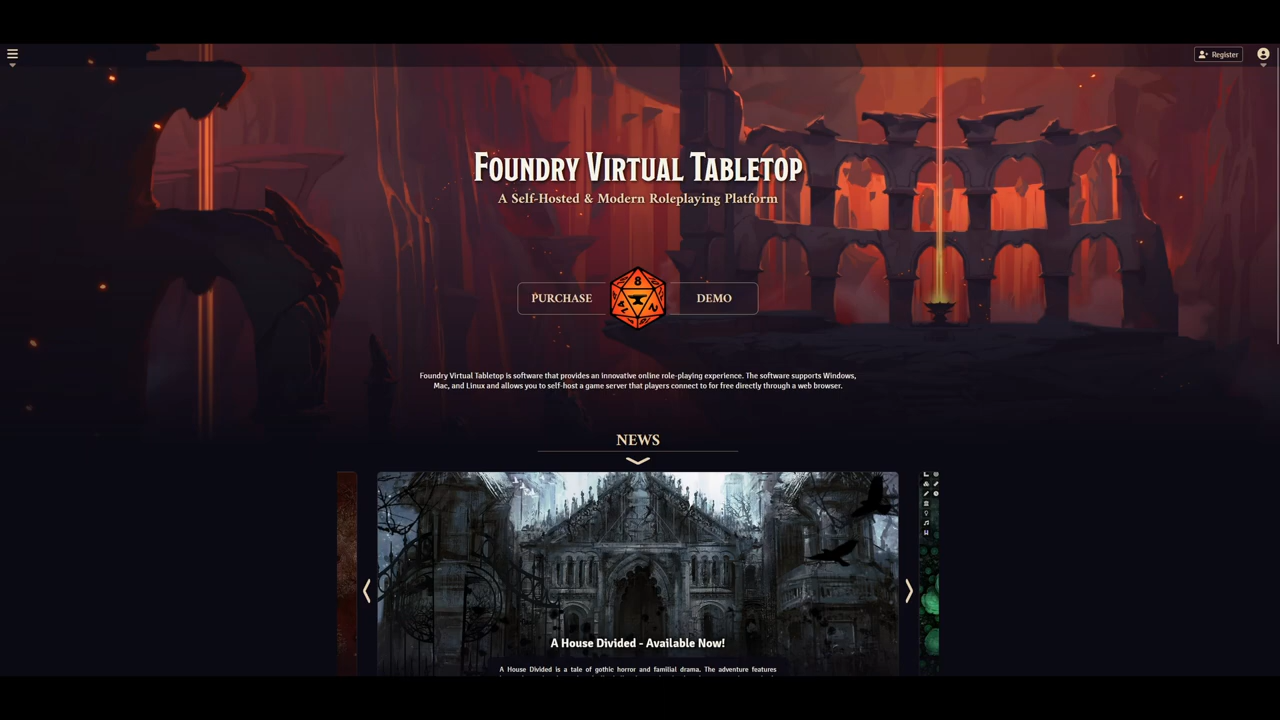 Register
Foundry Virtual Tabletop
A Self-Hosted & Modern Roleplaying Platform
PURCHASE
8
DEMO
Foundry Virtual Tabletop is software that provides an innovative online role-playing experience. The software supports Windows,
Mac, and Linux and allows you to self-host a game server that players connect to for free directly through a web browser.
NEWS
A House Divided - Available Now!
A House Divided is a tale of gothic horror and familial drama. The adventure features